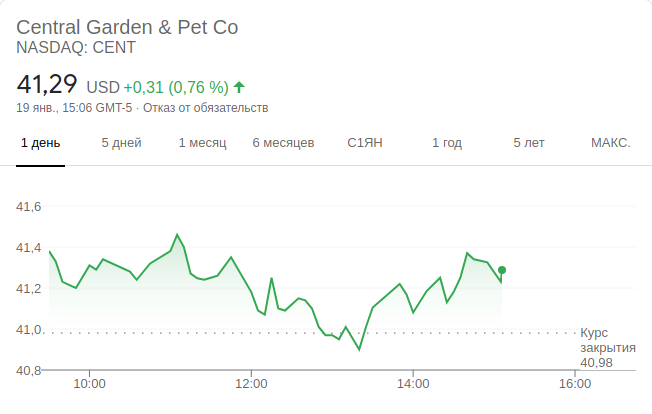 Central Garden & Pet Co
NASDAQ: CENT
41,29 USD +0,31 (0,76 %)
19 янв., 15:06 GMT-5 · Отказ от обязательств
1 день 5 дней 1 месяц 6 месяцев С1ЯН 1 год 5 лет МАКС.
41,6
41,4
41,2
41,0
40,8
Курс
закрытия
40,98
10:00 12:00 14:00 16:00